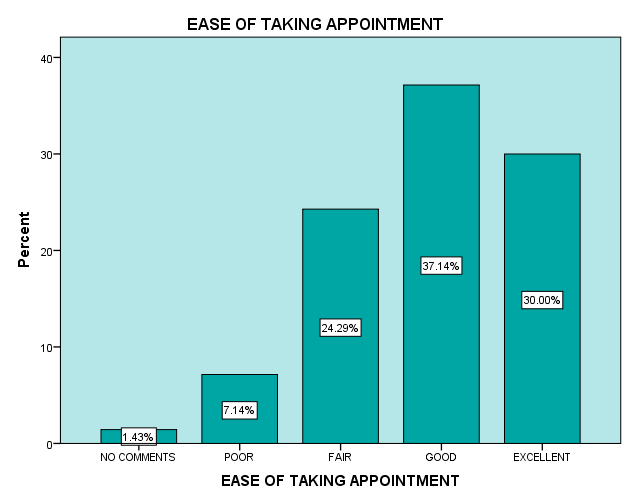 EASE OF TAKING APPOINTMENT
Percent
40
30
20
10
0
1.43%
7.14%
24.29%
37.14%
30.00%
NO COMMENTS POOR FAIR GOOD EXCELLENT
EASE OF TAKING APPOINTMENT